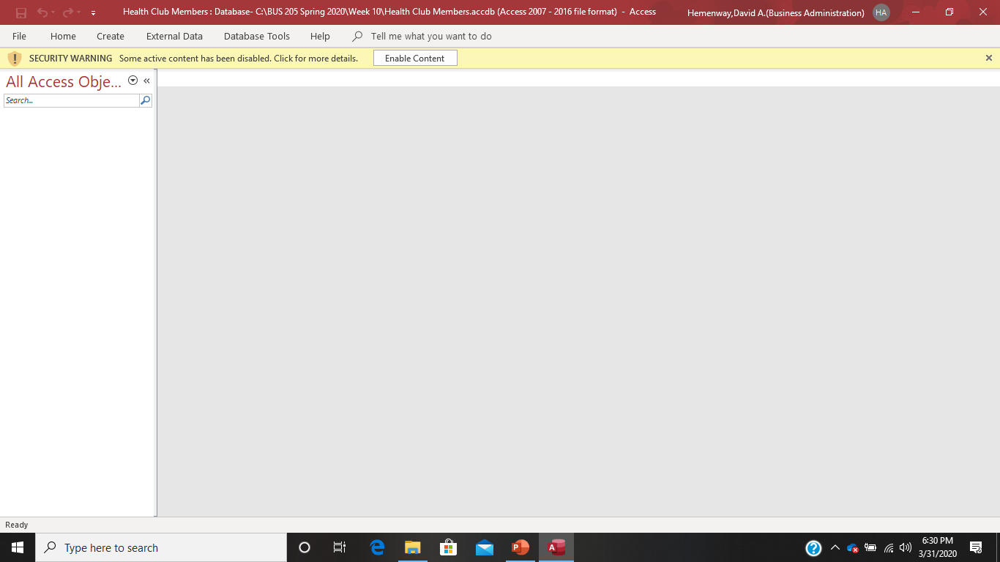 Health Club Members : Database- C:\BUS 205 Spring 2020\Week 10\Health Club Members.accdb (Access 2007 - 2016 file format) - Access
Hemenway,David A.(Business Administration) HA
File Home Create External Data Database Tools Help Tell me what you want to do
SECURITY WARNING Some active content has been disabled. Click for more details. Enable Content
All Access Obje...
Search...
Ready
Type here to search
6:30 PM
3/31/2020